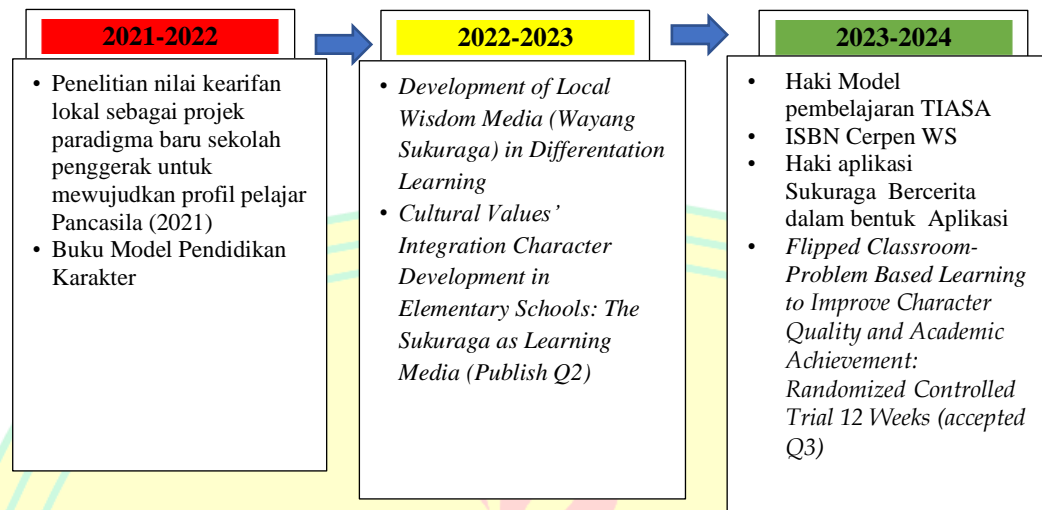 2021-2022
• Penelitian nilai kearifan
lokal sebagai projek
paradigma baru sekolah
penggerak untuk
mewujudkan profil pelajar
Pancasila (2021)
• Buku Model Pendidikan
Karakter
2022-2023
• Development of Local
Wisdom Media (Wayang
Sukuraga) in Differentation
Learning
• Cultural Values’
Integration Character
Development in
Elementary Schools: The
Sukuraga as Learning
Media (Publish Q2)
2023-2024
• Haki Model
pembelajaran TIASA
• ISBN Cerpen WS
• Haki aplikasi
Sukuraga Bercerita
dalam bentuk Aplikasi
• Flipped Classroom-
Problem Based Learning
to Improve Character
Quality and Academic
Achievement:
Randomized Controlled
Trial 12 Weeks (accepted
Q3)